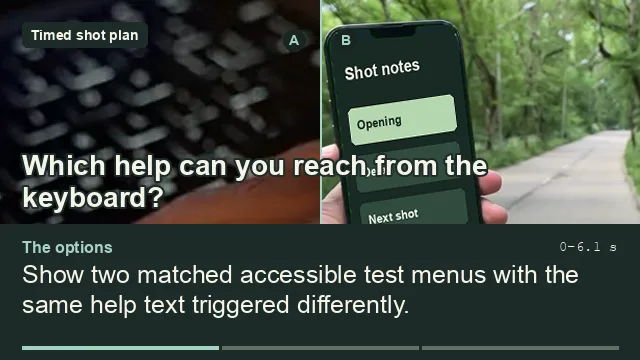 Timed shot plan
A
B
Shot notes
Opening
Next shot
Which help can you reach from the
keyboard?
The options
0–6.1 s
Show two matched accessible test menus with the
same help text triggered differently.